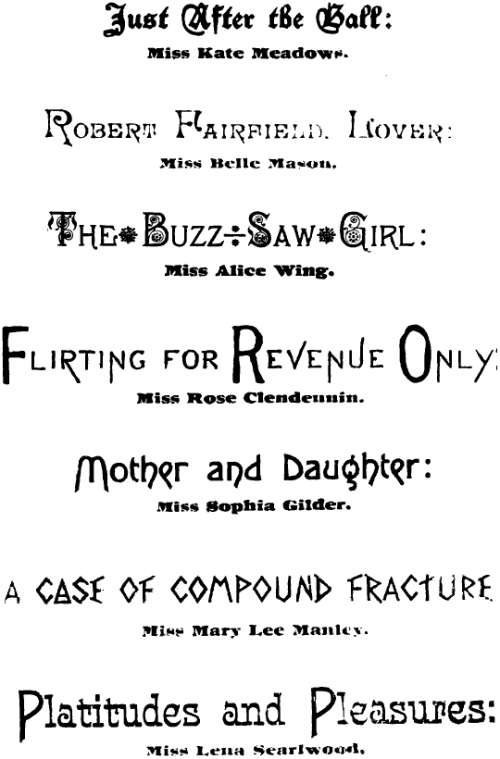 Just After the Ball:
Miss Kate Meadows.
Robert Fairfield, Lover:
Miss Belle Mason.
The Buzz-Saw Girl:
Miss Alice Wing.
Flirting for Revenue Only:
Miss Rose Clendennin.
Mother and Daughter:
Miss Sophia Gilder.
A CASE OF COMPOUND FRACTURE
Miss Mary Lee Manley.
Platitudes and Pleasures:
Miss Lena Searlwood.